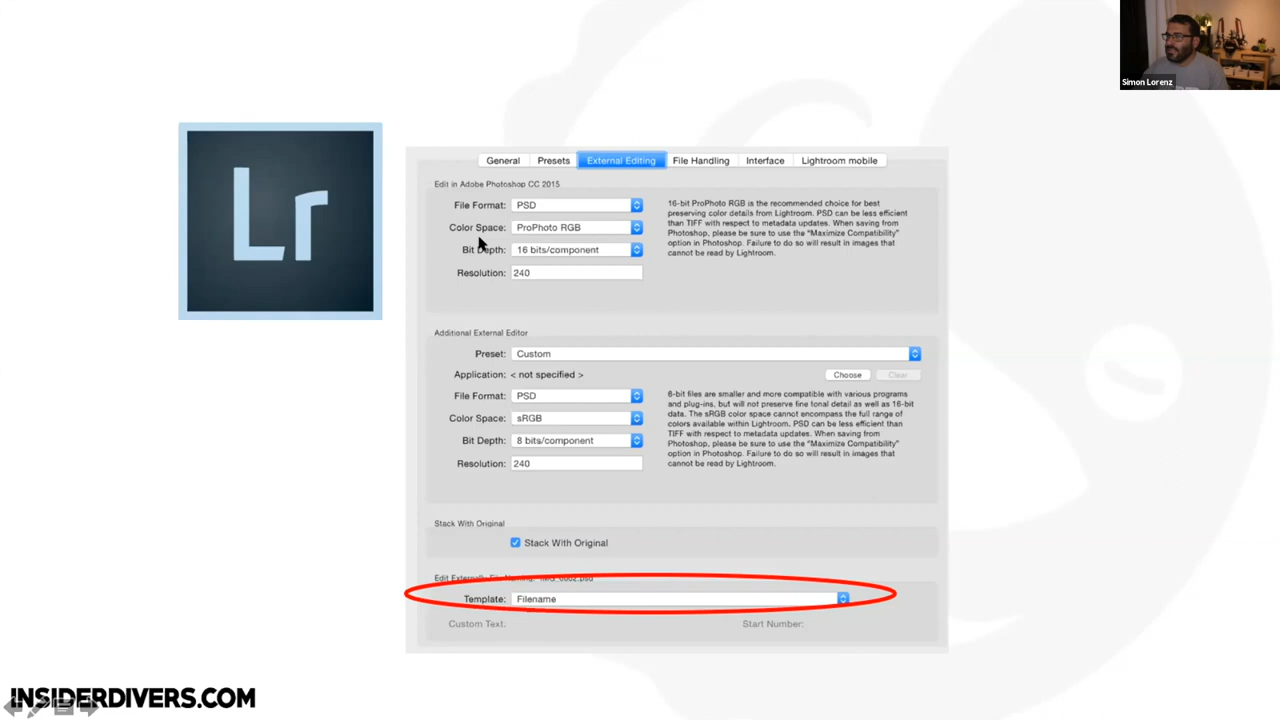 Simon Lorenz
Lr
General Presets External Editing File Handling Interface Lightroom mobile
Edit in Adobe Photoshop CC 2015
File Format: PSD
Color Space: ProPhoto RGB
Bit Depth: 16 bits/component
Resolution: 240
16-bit ProPhoto RGB is the recommended choice for best
preserving color details from Lightroom. PSD can be less efficient
than TIFF with respect to metadata updates. When saving from
Photoshop, please be sure to use the "Maximize Compatibility"
option in Photoshop. Failure to do so will result in images that
cannot be read by Lightroom.
Additional External Editor
Preset: Custom
Application: < not specified >
Choose Clear
File Format: PSD
Color Space: sRGB
Bit Depth: 8 bits/component
Resolution: 240
6-bit files are smaller and more compatible with various programs
and plug-ins, but will not preserve fine tonal detail as well as 16-bit
data. The sRGB color space cannot encompass the full range of
colors available within Lightroom. PSD can be less efficient than
TIFF with respect to metadata updates. When saving from
Photoshop, please be sure to use the "Maximize Compatibility"
option in Photoshop. Failure to do so will result in images that
cannot be read by Lightroom.
Stack With Original
Stack With Original
Edit Externally File Naming: IMG_0002.psd
Template: Filename
Custom Text: Start Number:
INSIDERDIVERS.COM